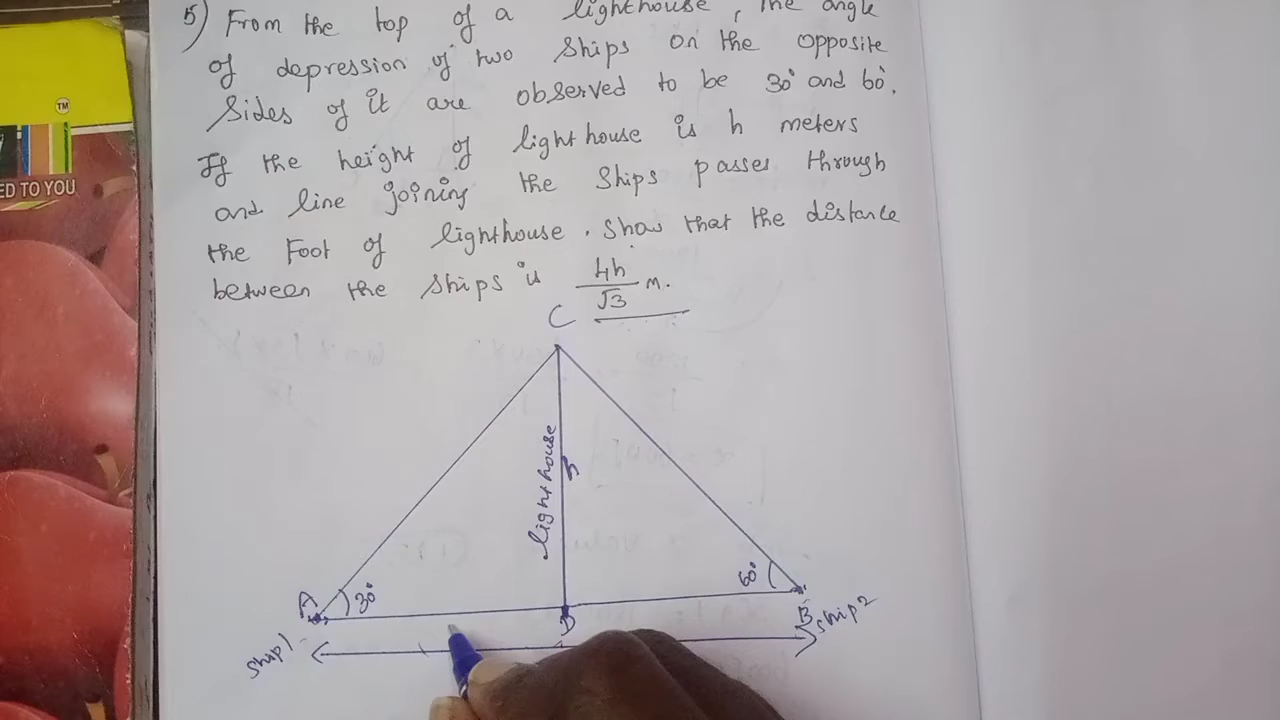 5) From the top of a lighthouse, the angle
of depression of two ships on the opposite
Sides of it are observed to be 30° and 60°.
If the height of lighthouse is h meters
and line joining the ships passes through
the Foot of lighthouse. show that the distance
between the ships is 4h/√3 m.
C
lighthouse
h
A 30° 60°
D B
ship1 ship2
TM
ED TO YOU